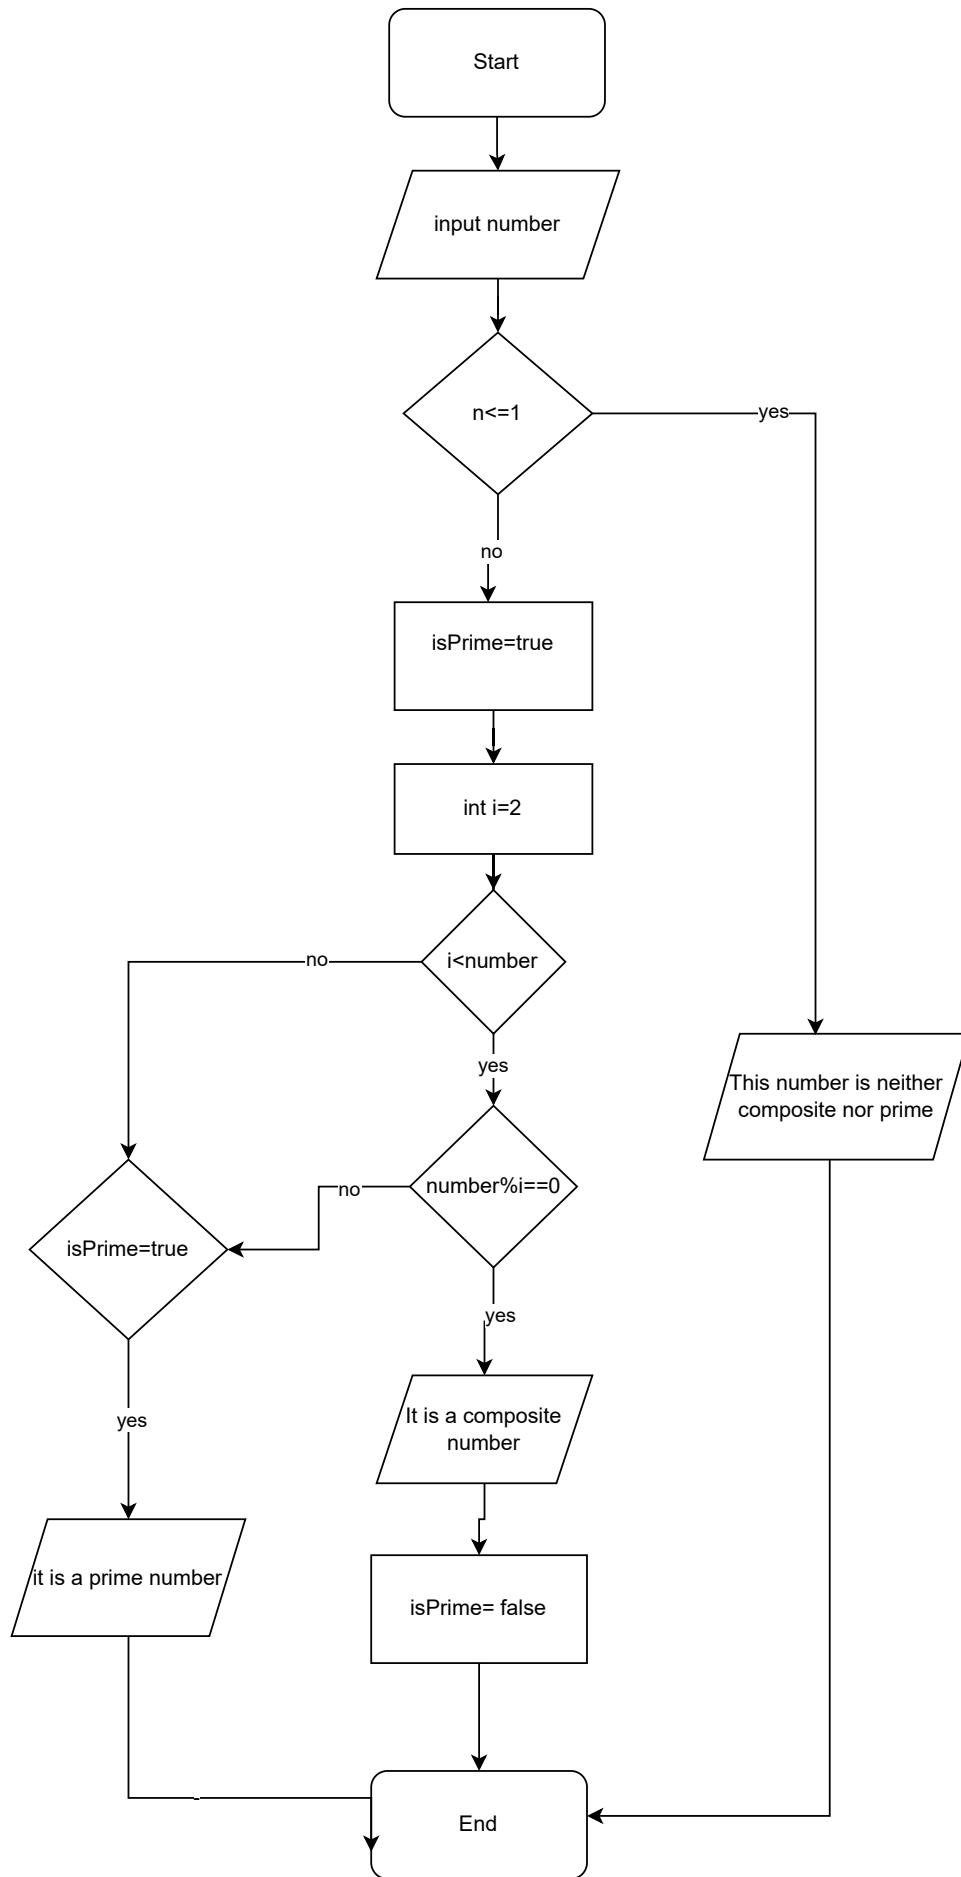 Start
input number
n<=1
yes
no
isPrime=true
int i=2
i<number
no
yes
This number is neither
composite nor prime
number%i==0
no
isPrime=true
yes
It is a composite
number
yes
it is a prime number
isPrime= false
End